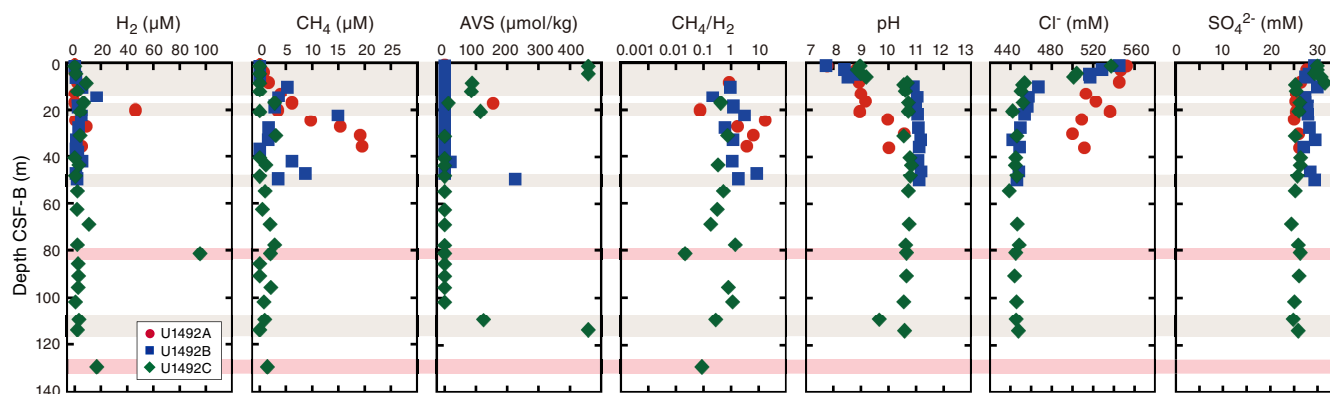 H2 (µM) CH4 (µM) AVS (µmol/kg) CH4/H2 pH Cl- (mM) SO42- (mM)
0 20 40 60 80 100 0 5 10 15 20 25 0 100 200 300 400 0.001 0.01 0.1 1 10 7 8 9 10 11 12 13 440 480 520 560 0 10 20 30
0
20
40
60
80
100
120
140
Depth CSF-B (m)
U1492A
U1492B
U1492C